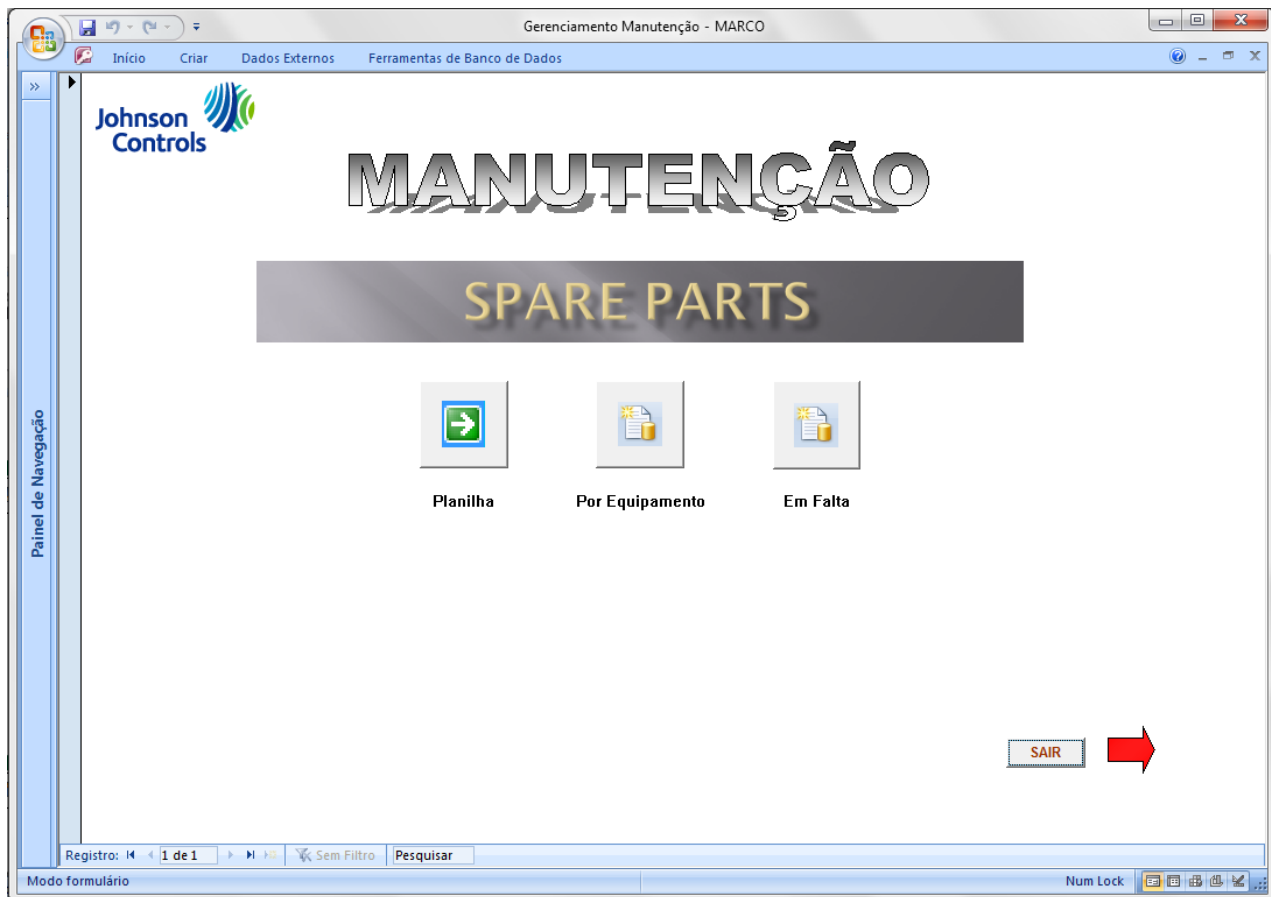 Gerenciamento Manutenção - MARCO
Início Criar Dados Externos Ferramentas de Banco de Dados
Johnson
Controls
MANUTENÇÃO
SPARE PARTS
Planilha Por Equipamento Em Falta
Painel de Navegação
SAIR
Registro: 1 de 1 Sem Filtro Pesquisar
Modo formulário Num Lock